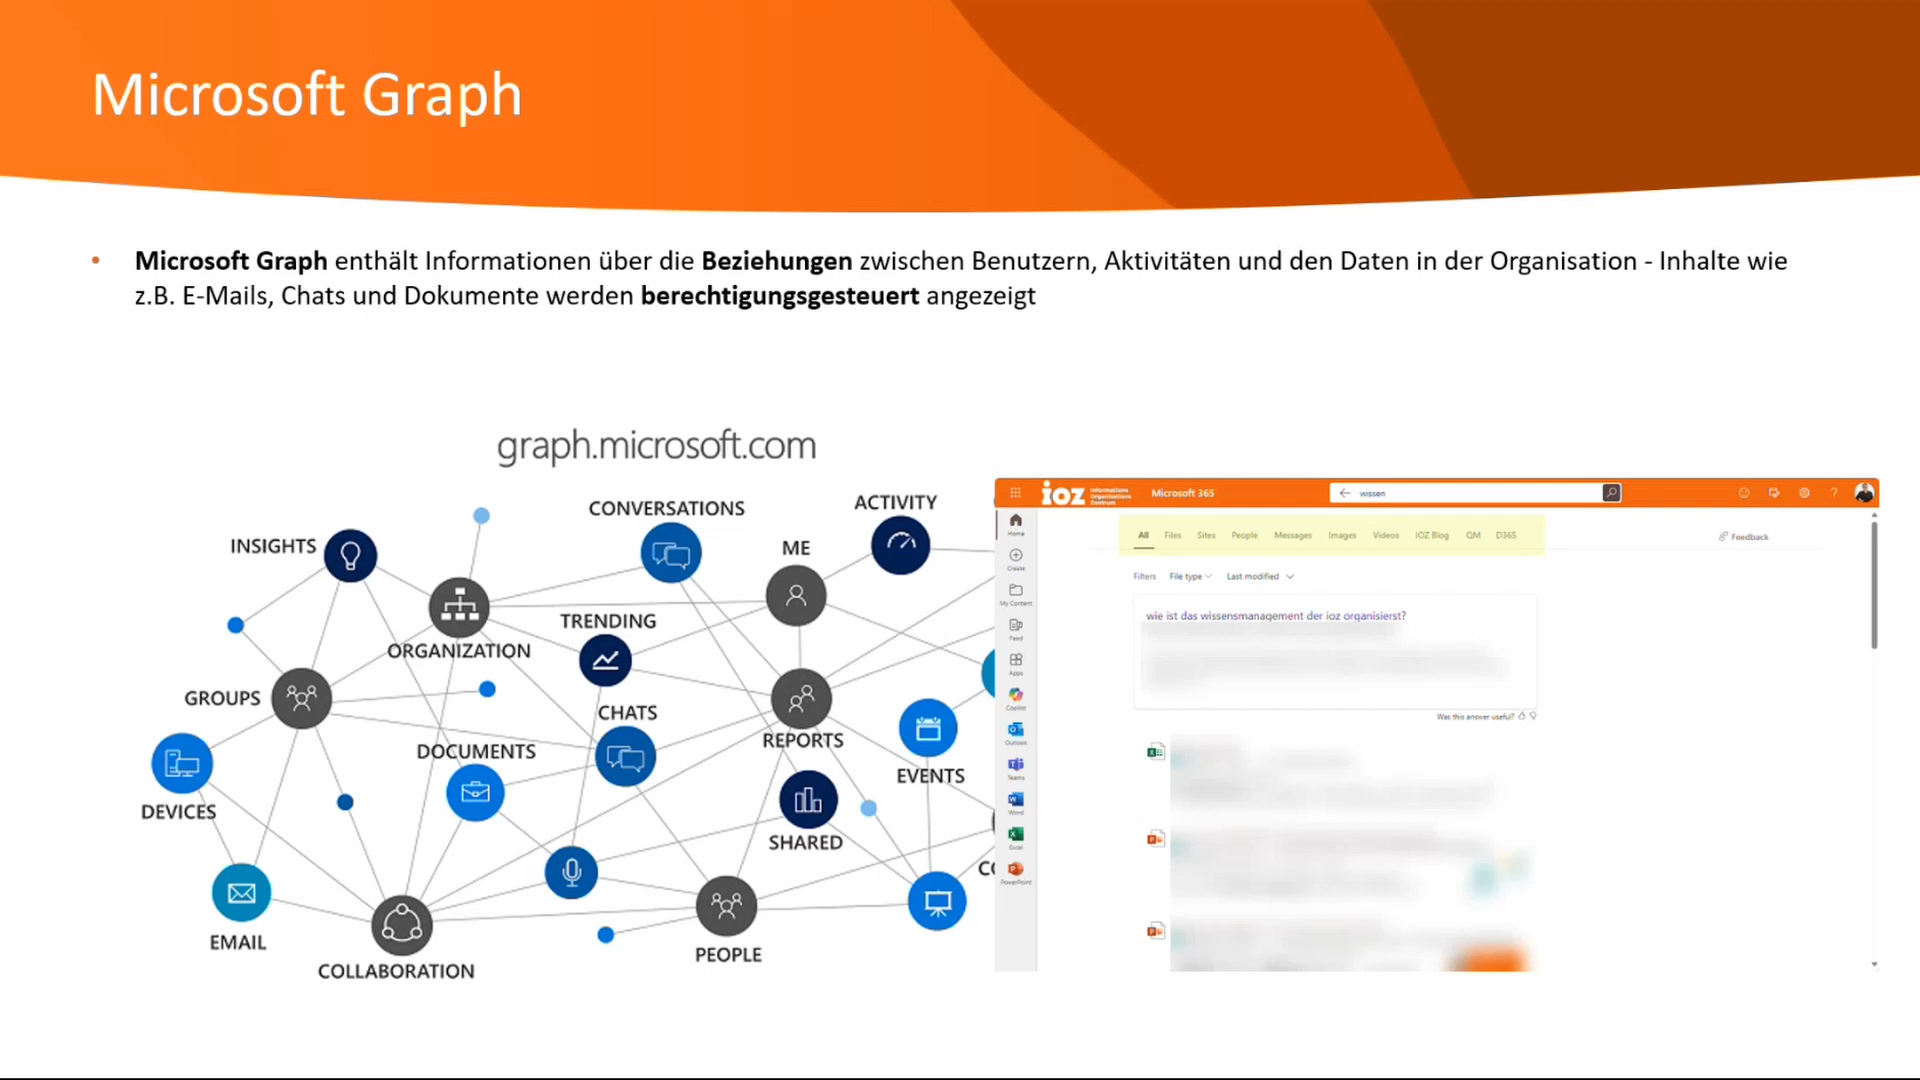 Microsoft Graph
• Microsoft Graph enthält Informationen über die Beziehungen zwischen Benutzern, Aktivitäten und den Daten in der Organisation - Inhalte wie
z.B. E-Mails, Chats und Dokumente werden berechtigungsgesteuert angezeigt
graph.microsoft.com
INSIGHTS
CONVERSATIONS
ACTIVITY
ME
TRENDING
ORGANIZATION
GROUPS
CHATS
DOCUMENTS
REPORTS
EVENTS
DEVICES
SHARED
EMAIL
COLLABORATION
PEOPLE
ioz Informations Organisations Zentrum Microsoft 365 wissen
Home
Create
My Content
Feed
Apps
Copilot
Outlook
Teams
Word
Excel
PowerPoint
All Files Sites People Messages Images Videos IOZ Blog QM D365
Feedback
Filters File type Last modified
wie ist das wissensmanagement der ioz organisierst?
Was this answer useful?